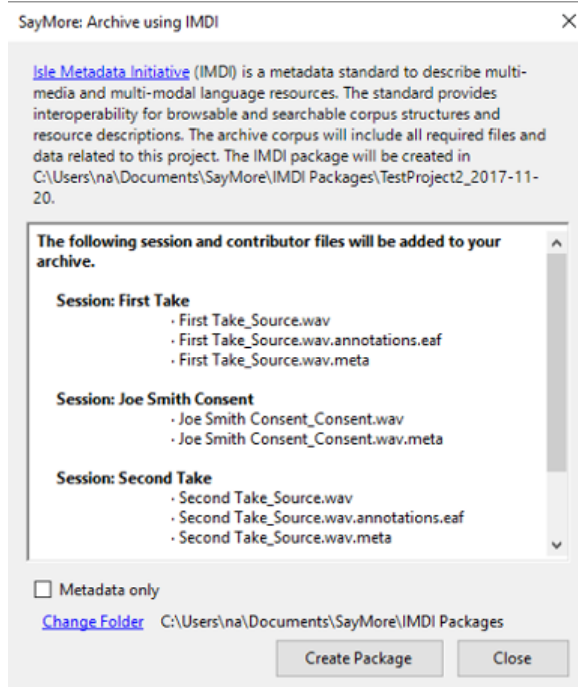 SayMore: Archive using IMDI
Isle Metadata Initiative (IMDI) is a metadata standard to describe multi-
media and multi-modal language resources. The standard provides
interoperability for browsable and searchable corpus structures and
resource descriptions. The archive corpus will include all required files and
data related to this project. The IMDI package will be created in
C:\Users\na\Documents\SayMore\IMDI Packages\TestProject2_2017-11-
20.
The following session and contributor files will be added to your
archive.
Session: First Take
· First Take_Source.wav
· First Take_Source.wav.annotations.eaf
· First Take_Source.wav.meta
Session: Joe Smith Consent
· Joe Smith Consent_Consent.wav
· Joe Smith Consent_Consent.wav.meta
Session: Second Take
· Second Take_Source.wav
· Second Take_Source.wav.annotations.eaf
· Second Take_Source.wav.meta
Metadata only
Change Folder C:\Users\na\Documents\SayMore\IMDI Packages
Create Package Close